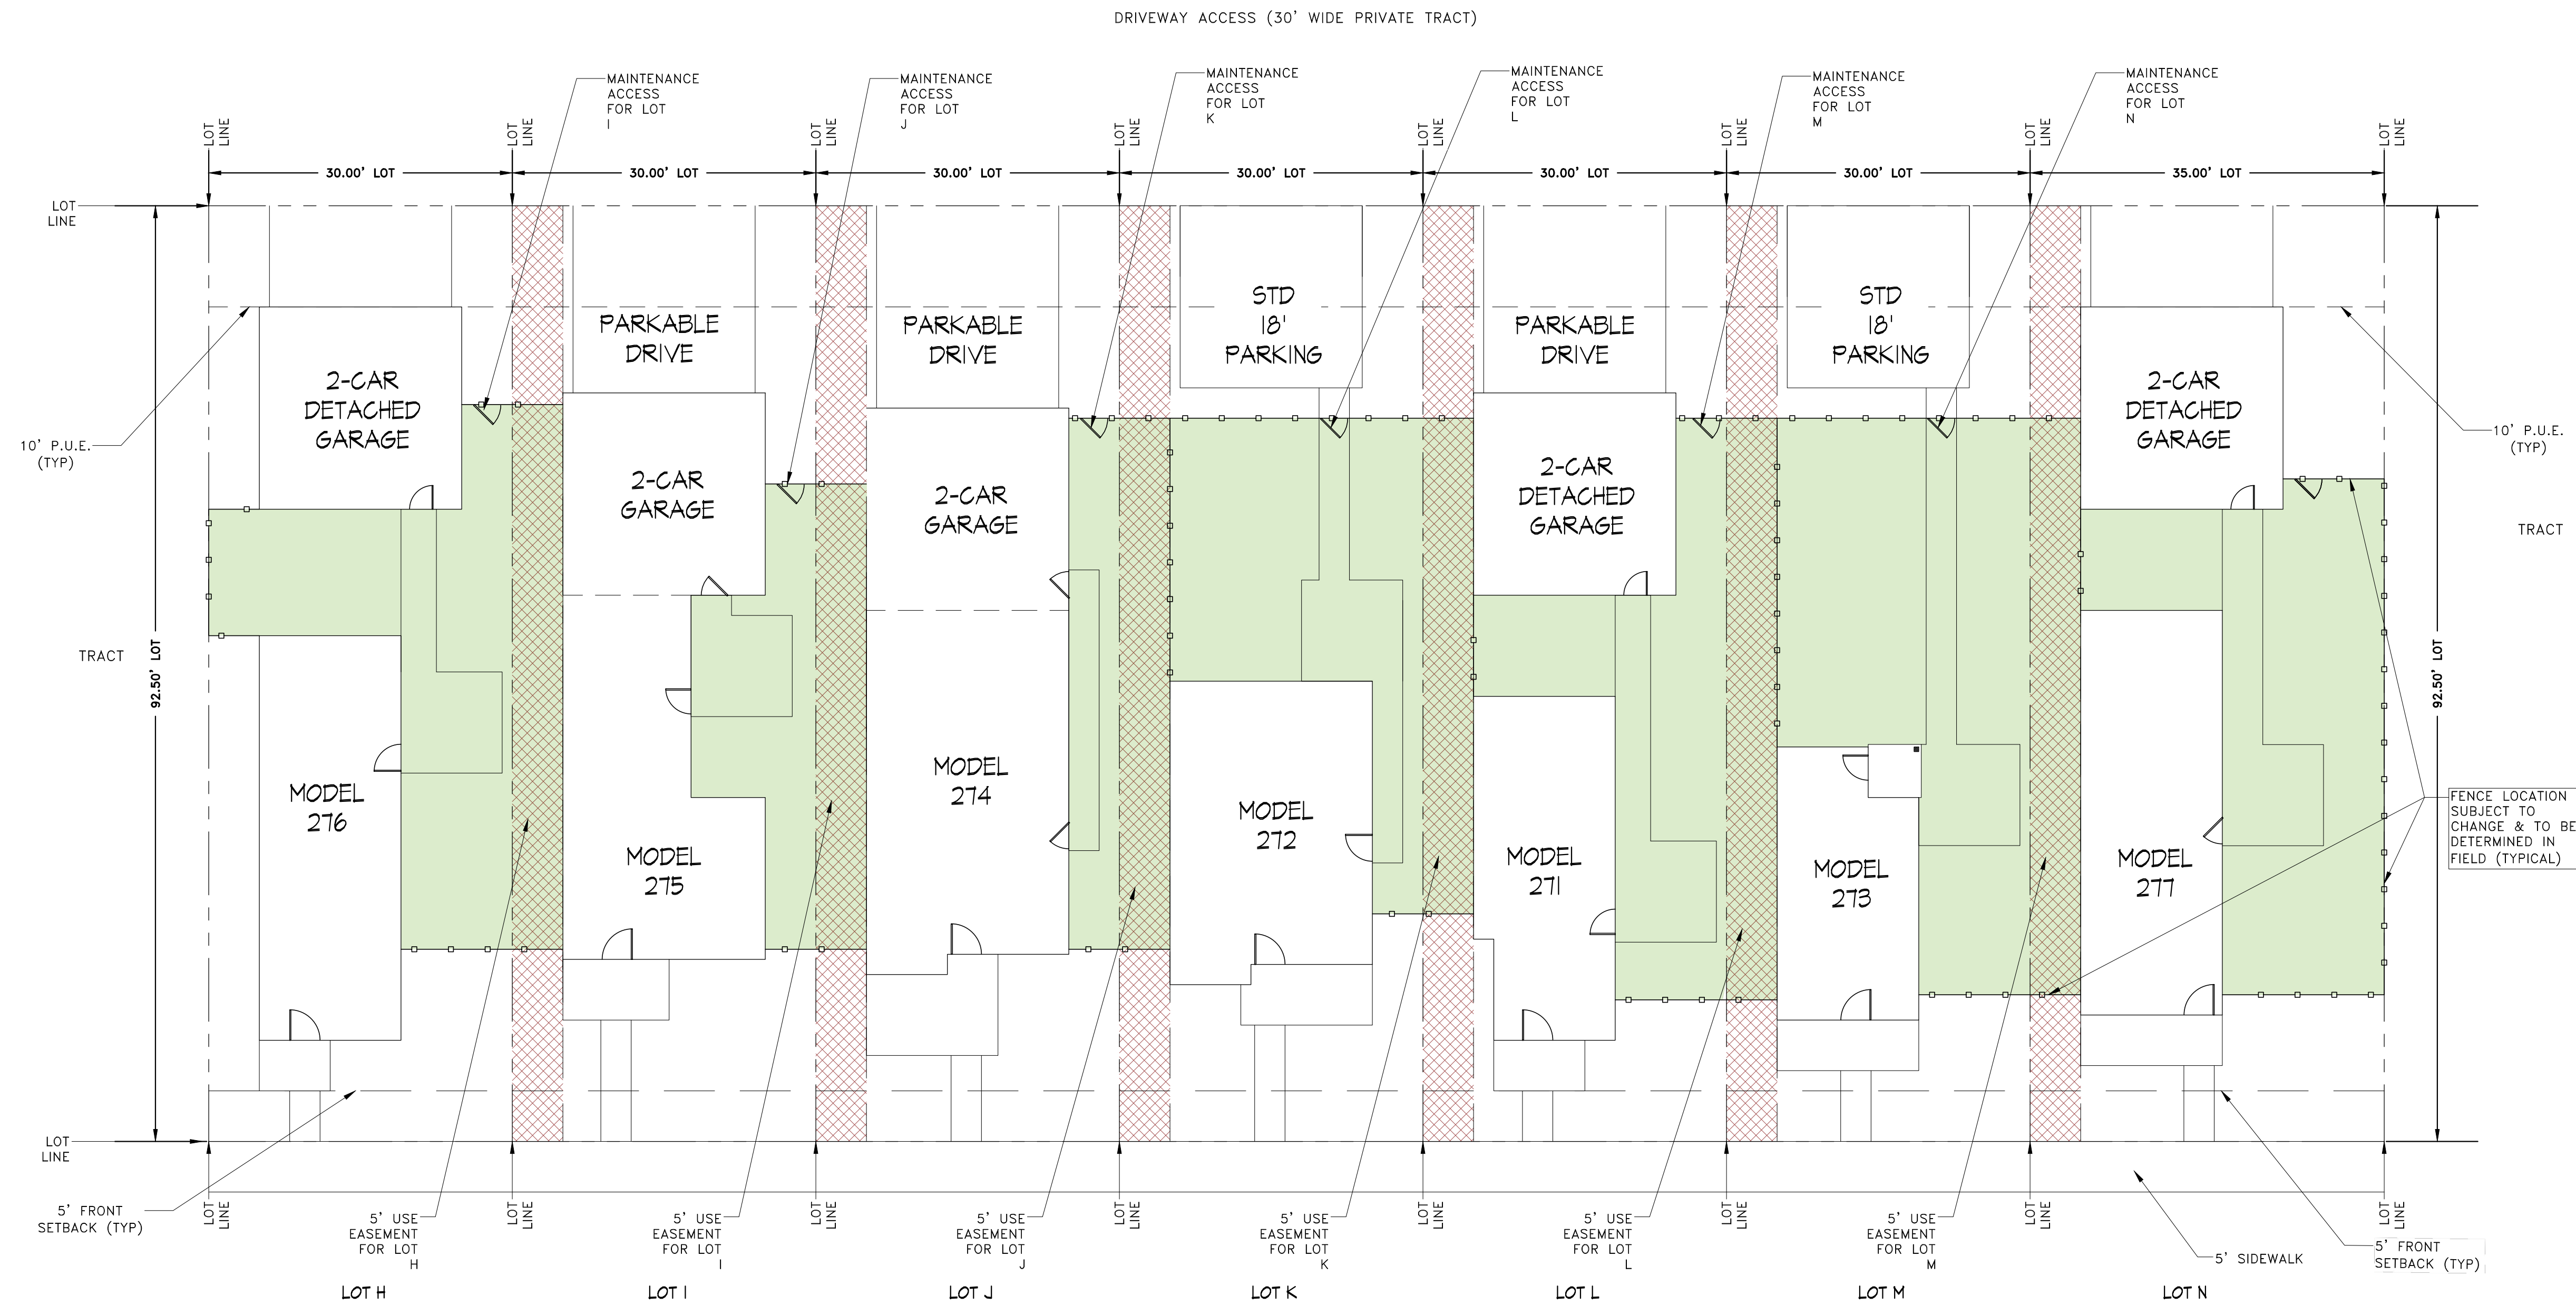 DRIVEWAY ACCESS (30' WIDE PRIVATE TRACT)
MAINTENANCE
ACCESS
FOR LOT
I
MAINTENANCE
ACCESS
FOR LOT
J
MAINTENANCE
ACCESS
FOR LOT
K
MAINTENANCE
ACCESS
FOR LOT
L
MAINTENANCE
ACCESS
FOR LOT
M
MAINTENANCE
ACCESS
FOR LOT
N
LOT
LINE
LOT
LINE
LOT
LINE
LOT
LINE
LOT
LINE
LOT
LINE
LOT
LINE
LOT
LINE
30.00' LOT
30.00' LOT
30.00' LOT
30.00' LOT
30.00' LOT
30.00' LOT
35.00' LOT
LOT
LINE
10' P.U.E.
(TYP)
TRACT
92.50' LOT
2-CAR
DETACHED
GARAGE
MODEL
276
PARKABLE
DRIVE
2-CAR
GARAGE
MODEL
275
PARKABLE
DRIVE
2-CAR
GARAGE
MODEL
274
STD
18'
PARKING
MODEL
272
PARKABLE
DRIVE
2-CAR
DETACHED
GARAGE
MODEL
271
STD
18'
PARKING
MODEL
273
2-CAR
DETACHED
GARAGE
MODEL
277
10' P.U.E.
(TYP)
TRACT
92.50' LOT
FENCE LOCATION
SUBJECT TO
CHANGE & TO BE
DETERMINED IN
FIELD (TYPICAL)
LOT
LINE
5' FRONT
SETBACK (TYP)
LOT
LINE
LOT
LINE
LOT
LINE
LOT
LINE
LOT
LINE
LOT
LINE
LOT
LINE
LOT
LINE
5' USE
EASEMENT
FOR LOT
H
5' USE
EASEMENT
FOR LOT
I
5' USE
EASEMENT
FOR LOT
J
5' USE
EASEMENT
FOR LOT
K
5' USE
EASEMENT
FOR LOT
L
5' USE
EASEMENT
FOR LOT
M
5' SIDEWALK
5' FRONT
SETBACK (TYP)
LOT H
LOT I
LOT J
LOT K
LOT L
LOT M
LOT N